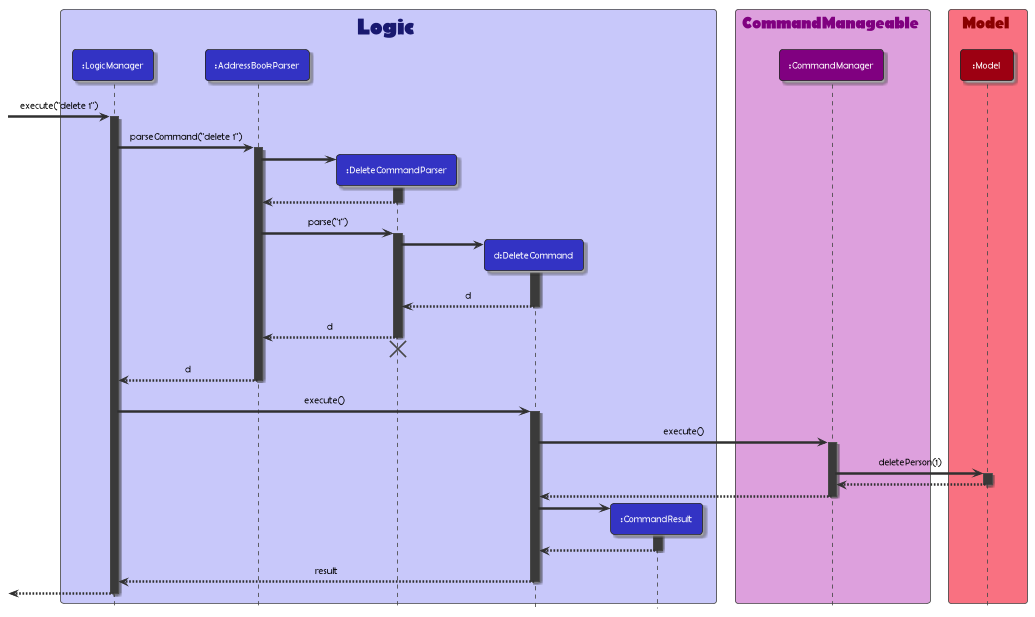 Logic
CommandManageable
Model
:LogicManager
:AddressBookParser
:CommandManager
:Model
execute("delete 1")
parseCommand("delete 1")
:DeleteCommandParser
parse("1")
d:DeleteCommand
d
d
d
execute()
execute()
deletePerson(1)
:CommandResult
result